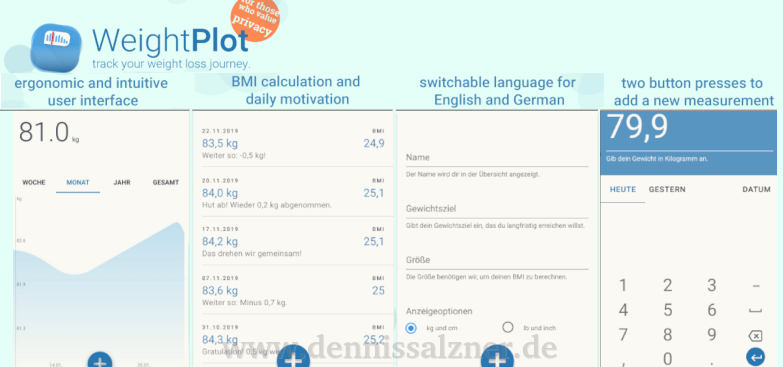 for those
who value
privacy
WeightPlot
track your weight loss journey.
ergonomic and intuitive
user interface
BMI calculation and
daily motivation
switchable language for
English and German
two button presses to
add a new measurement
81.0 kg
WOCHE MONAT JAHR GESAMT
kg
22.11.2019 BMI
83,5 kg 24,9
Weiter so: -0,5 kg!
20.11.2019 BMI
84,0 kg 25,1
Hut ab! Wieder 0,2 kg abgenommen.
17.11.2019 BMI
84,2 kg 25,1
Das drehen wir gemeinsam!
07.11.2019 BMI
83,6 kg 25
Weiter so: Minus 0,7 kg.
31.10.2019 BMI
84,3 kg 25,2
Gratulation! 0,5 kg
Name
Der Name wird dir in der Übersicht angezeigt.
Gewichtsziel
Gibt dein Gewichtsziel ein, das du langfristig erreichen willst.
Größe
Die Größe benötigen wir, um deinen BMI zu berechnen.
Anzeigeoptionen
kg und cm lb und inch
79,9
Gib dein Gewicht in Kilogramm an.
HEUTE GESTERN DATUM
1 2 3 –
4 5 6
7 8 9
, 0 .
www.dennissalzner.de